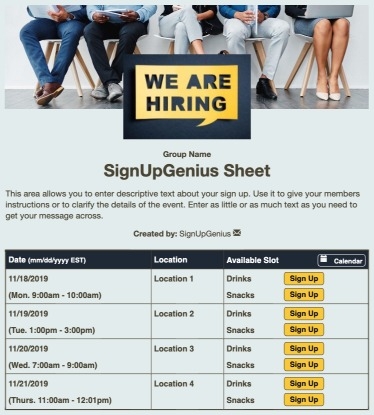 WE ARE
HIRING
Group Name
SignUpGenius Sheet
This area allows you to enter descriptive text about your sign up. Use it to give your members
instructions or to clarify the details of the event. Enter as little or as much text as you need to
get your message across.
Created by: SignUpGenius
Date (mm/dd/yyyy EST) Location Available Slot Calendar
11/18/2019 Location 1 Drinks Sign Up
(Mon. 9:00am - 10:00am) Snacks Sign Up
11/19/2019 Location 2 Drinks Sign Up
(Tue. 1:00pm - 3:00pm) Snacks Sign Up
11/20/2019 Location 3 Drinks Sign Up
(Wed. 7:00am - 9:00am) Snacks Sign Up
11/21/2019 Location 4 Drinks Sign Up
(Thurs. 11:00am - 12:01pm) Snacks Sign Up